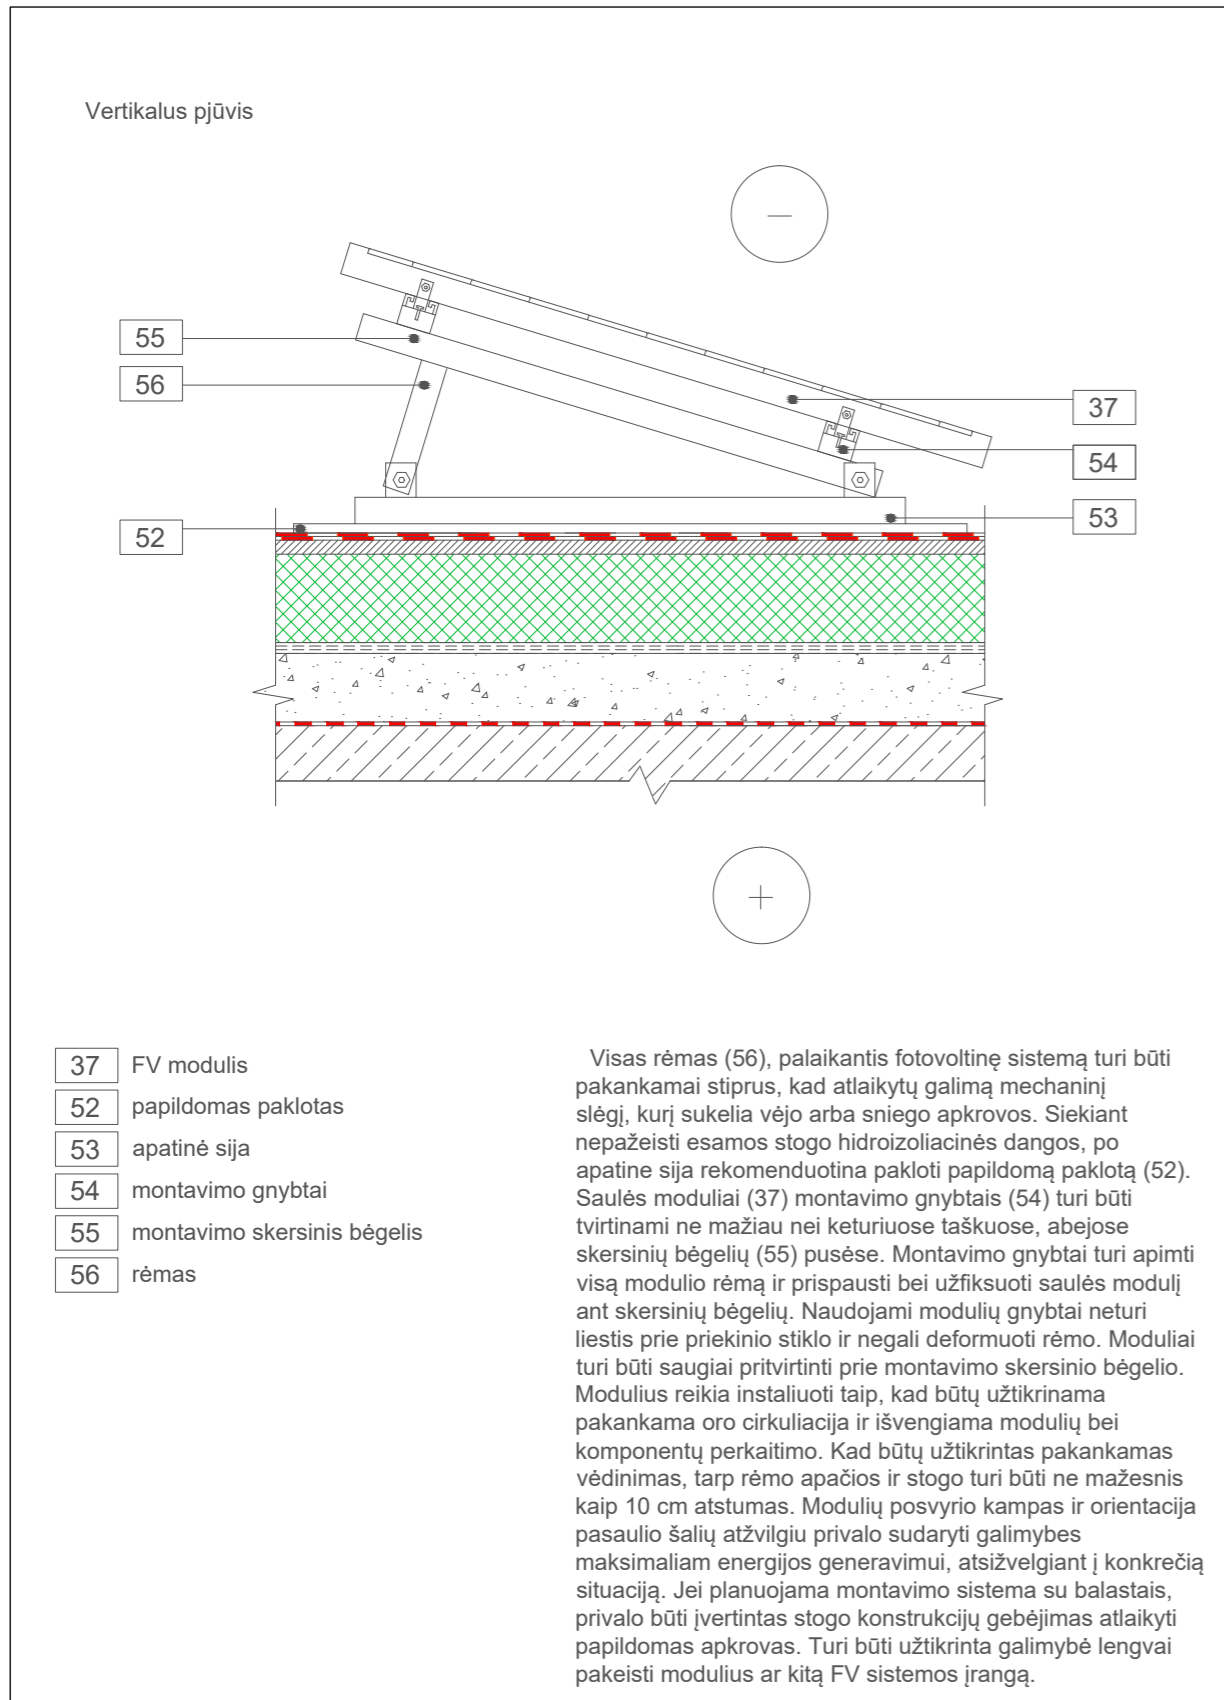 Vertikalus pjūvis
−
55
56
37
54
53
52
+
37 FV modulis
52 papildomas paklotas
53 apatinė sija
54 montavimo gnybtai
55 montavimo skersinis bėgelis
56 rėmas
Visas rėmas (56), palaikantis fotovoltinę sistemą turi būti
pakankamai stiprus, kad atlaikytų galimą mechaninį
slėgį, kurį sukelia vėjo arba sniego apkrovos. Siekiant
nepažeisti esamos stogo hidroizoliacinės dangos, po
apatine sija rekomenduotina pakloti papildomą paklotą (52).
Saulės moduliai (37) montavimo gnybtais (54) turi būti
tvirtinami ne mažiau nei keturiuose taškuose, abejose
skersinių bėgelių (55) pusėse. Montavimo gnybtai turi apimti
visą modulio rėmą ir prispausti bei užfiksuoti saulės modulį
ant skersinių bėgelių. Naudojami modulių gnybtai neturi
liestis prie priekinio stiklo ir negali deformuoti rėmo. Moduliai
turi būti saugiai pritvirtinti prie montavimo skersinio bėgelio.
Modulius reikia instaliuoti taip, kad būtų užtikrinama
pakankama oro cirkuliacija ir išvengiama modulių bei
komponentų perkaitimo. Kad būtų užtikrintas pakankamas
vėdinimas, tarp rėmo apačios ir stogo turi būti ne mažesnis
kaip 10 cm atstumas. Modulių posvyrio kampas ir orientacija
pasaulio šalių atžvilgiu privalo sudaryti galimybes
maksimaliam energijos generavimui, atsižvelgiant į konkrečią
situaciją. Jei planuojama montavimo sistema su balastais,
privalo būti įvertintas stogo konstrukcijų gebėjimas atlaikyti
papildomas apkrovas. Turi būti užtikrinta galimybė lengvai
pakeisti modulius ar kitą FV sistemos įrangą.